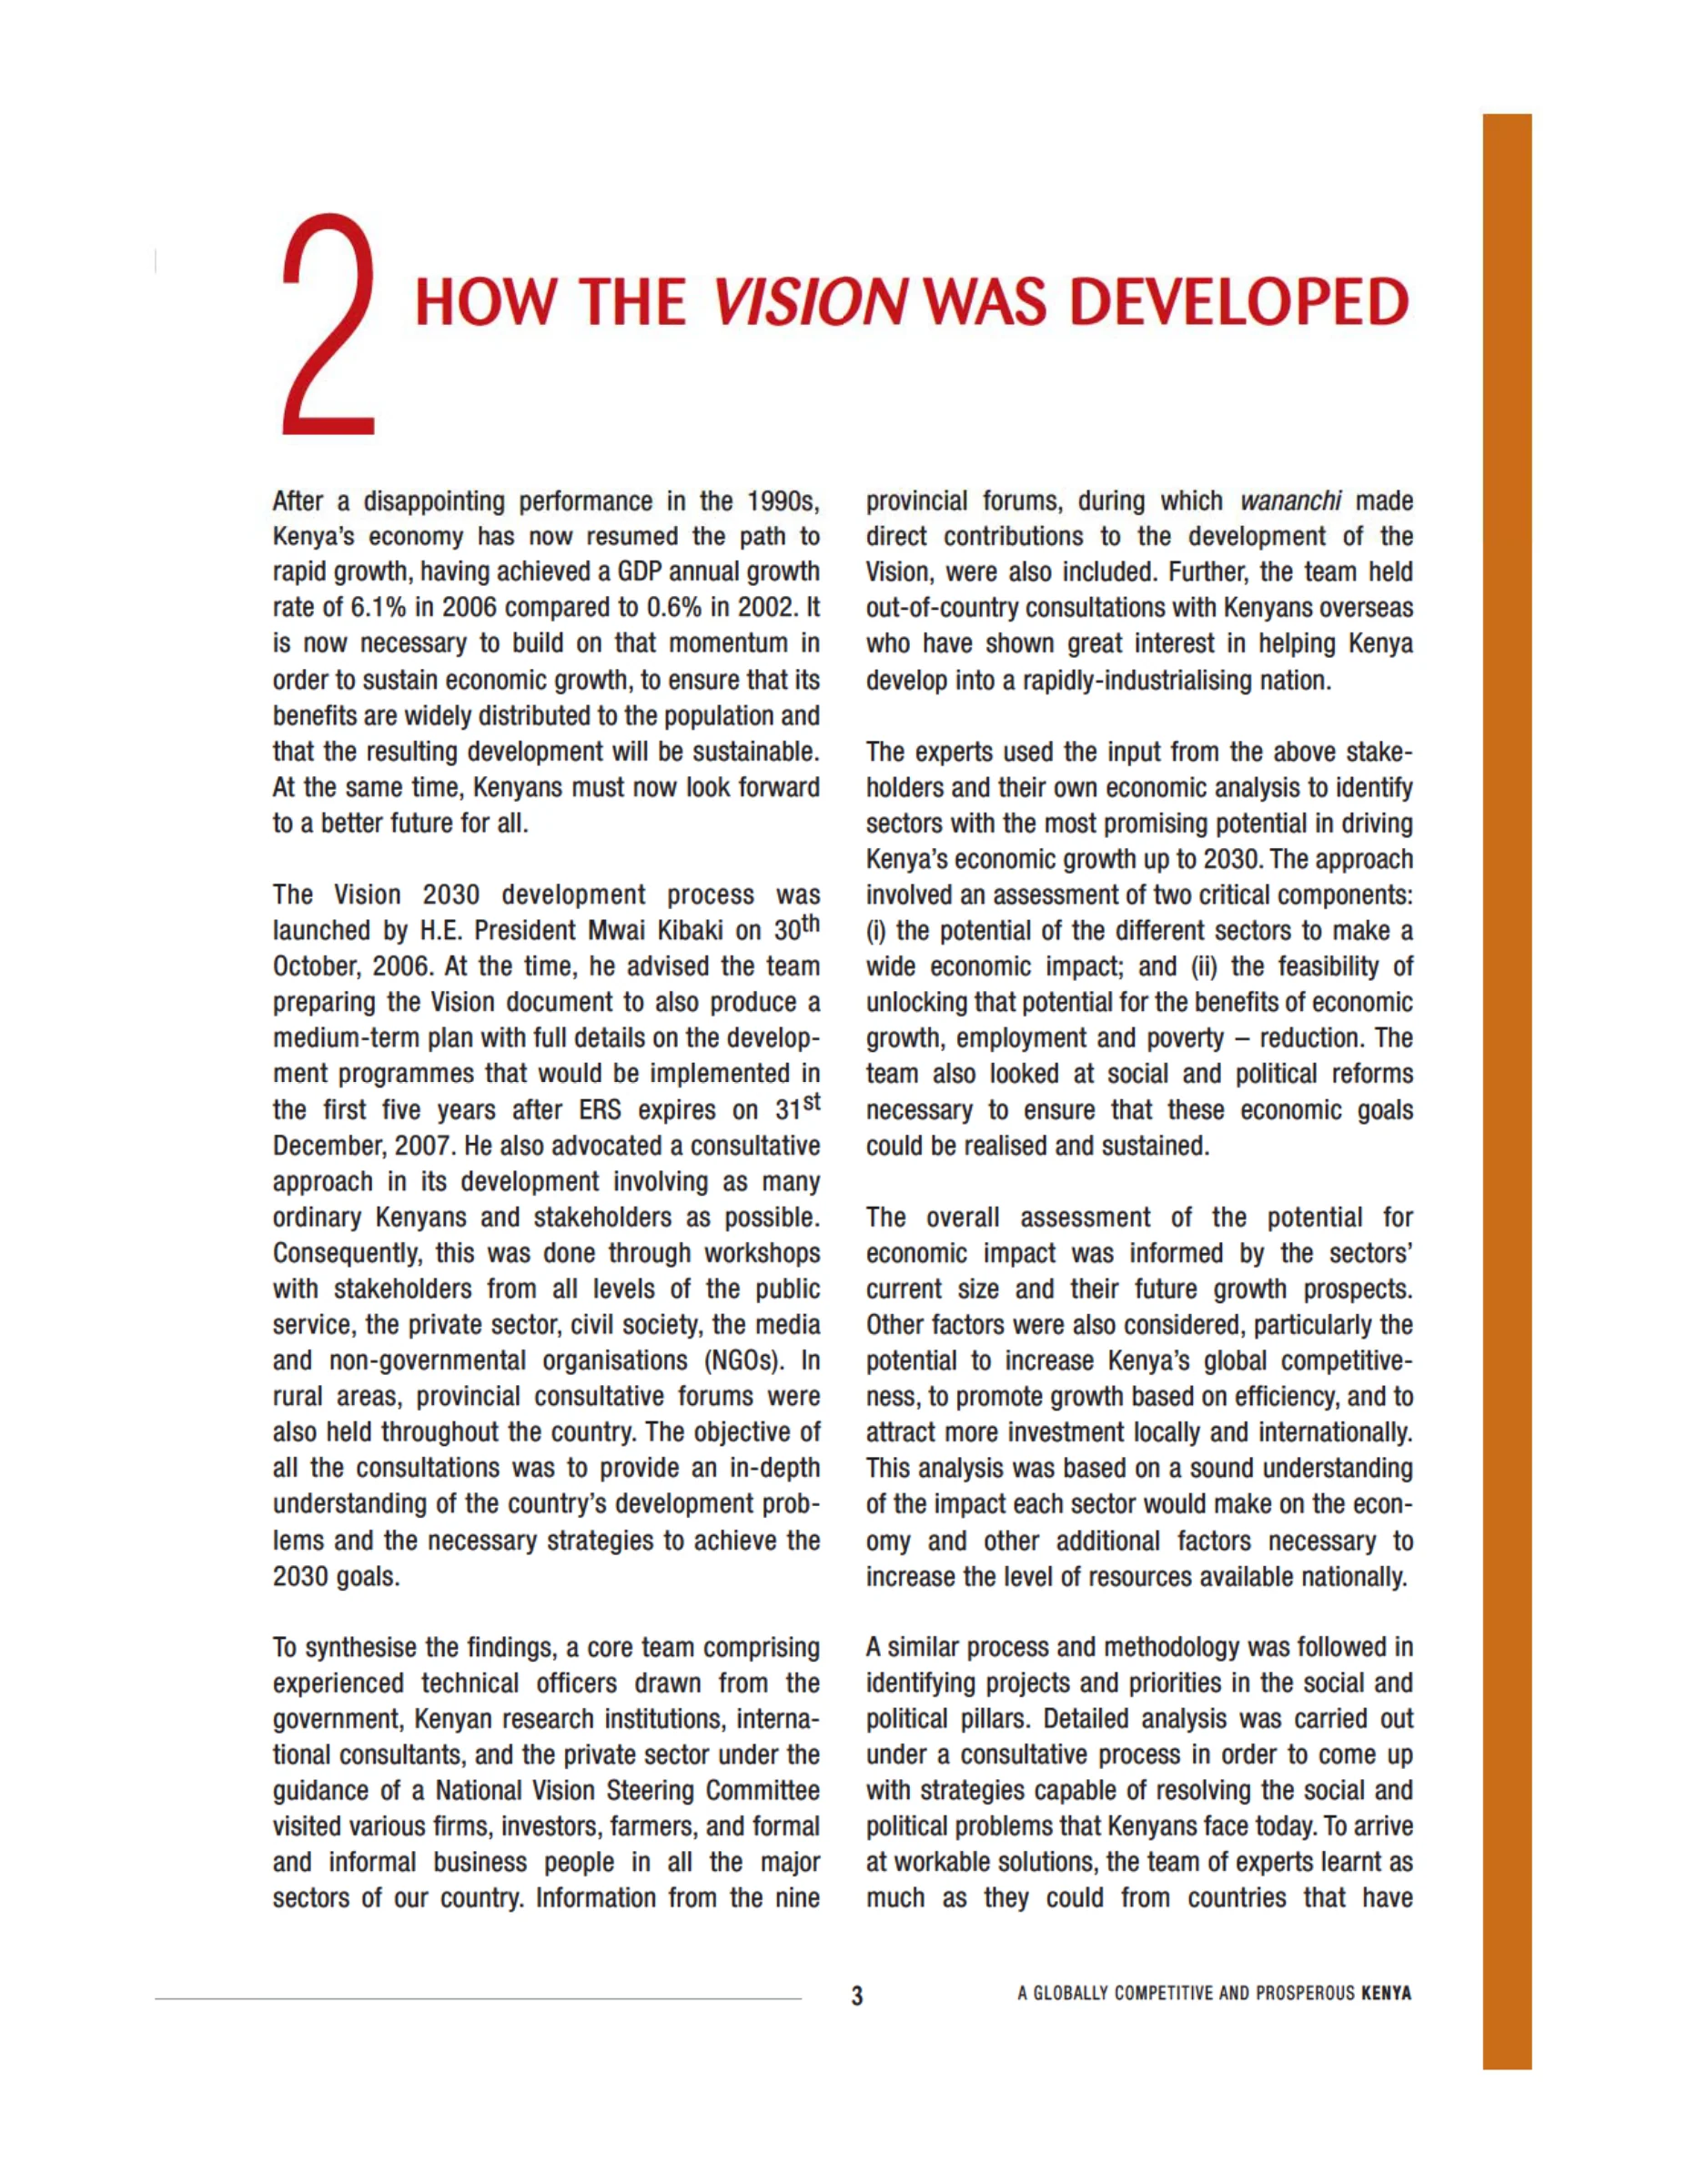 2
HOW THE VISION WAS DEVELOPED
After a disappointing performance in the 1990s,
Kenya's economy has now resumed the path to
rapid growth, having achieved a GDP annual growth
rate of 6.1% in 2006 compared to 0.6% in 2002. It
is now necessary to build on that momentum in
order to sustain economic growth, to ensure that its
benefits are widely distributed to the population and
that the resulting development will be sustainable.
At the same time, Kenyans must now look forward
to a better future for all.
The Vision 2030 development process was
launched by H.E. President Mwai Kibaki on 30th
October, 2006. At the time, he advised the team
preparing the Vision document to also produce a
medium-term plan with full details on the develop-
ment programmes that would be implemented in
the first five years after ERS expires on 31st
December, 2007. He also advocated a consultative
approach in its development involving as many
ordinary Kenyans and stakeholders as possible.
Consequently, this was done through workshops
with stakeholders from all levels of the public
service, the private sector, civil society, the media
and non-governmental organisations (NGOs). In
rural areas, provincial consultative forums were
also held throughout the country. The objective of
all the consultations was to provide an in-depth
understanding of the country's development prob-
lems and the necessary strategies to achieve the
2030 goals.
To synthesise the findings, a core team comprising
experienced technical officers drawn from the
government, Kenyan research institutions, interna-
tional consultants, and the private sector under the
guidance of a National Vision Steering Committee
visited various firms, investors, farmers, and formal
and informal business people in all the major
sectors of our country. Information from the nine
provincial forums, during which wananchi made
direct contributions to the development of the
Vision, were also included. Further, the team held
out-of-country consultations with Kenyans overseas
who have shown great interest in helping Kenya
develop into a rapidly-industrialising nation.
The experts used the input from the above stake-
holders and their own economic analysis to identify
sectors with the most promising potential in driving
Kenya's economic growth up to 2030. The approach
involved an assessment of two critical components:
(i) the potential of the different sectors to make a
wide economic impact; and (ii) the feasibility of
unlocking that potential for the benefits of economic
growth, employment and poverty – reduction. The
team also looked at social and political reforms
necessary to ensure that these economic goals
could be realised and sustained.
The overall assessment of the potential for
economic impact was informed by the sectors'
current size and their future growth prospects.
Other factors were also considered, particularly the
potential to increase Kenya's global competitive-
ness, to promote growth based on efficiency, and to
attract more investment locally and internationally.
This analysis was based on a sound understanding
of the impact each sector would make on the econ-
omy and other additional factors necessary to
increase the level of resources available nationally.
A similar process and methodology was followed in
identifying projects and priorities in the social and
political pillars. Detailed analysis was carried out
under a consultative process in order to come up
with strategies capable of resolving the social and
political problems that Kenyans face today. To arrive
at workable solutions, the team of experts learnt as
much as they could from countries that have
3
A GLOBALLY COMPETITIVE AND PROSPEROUS KENYA